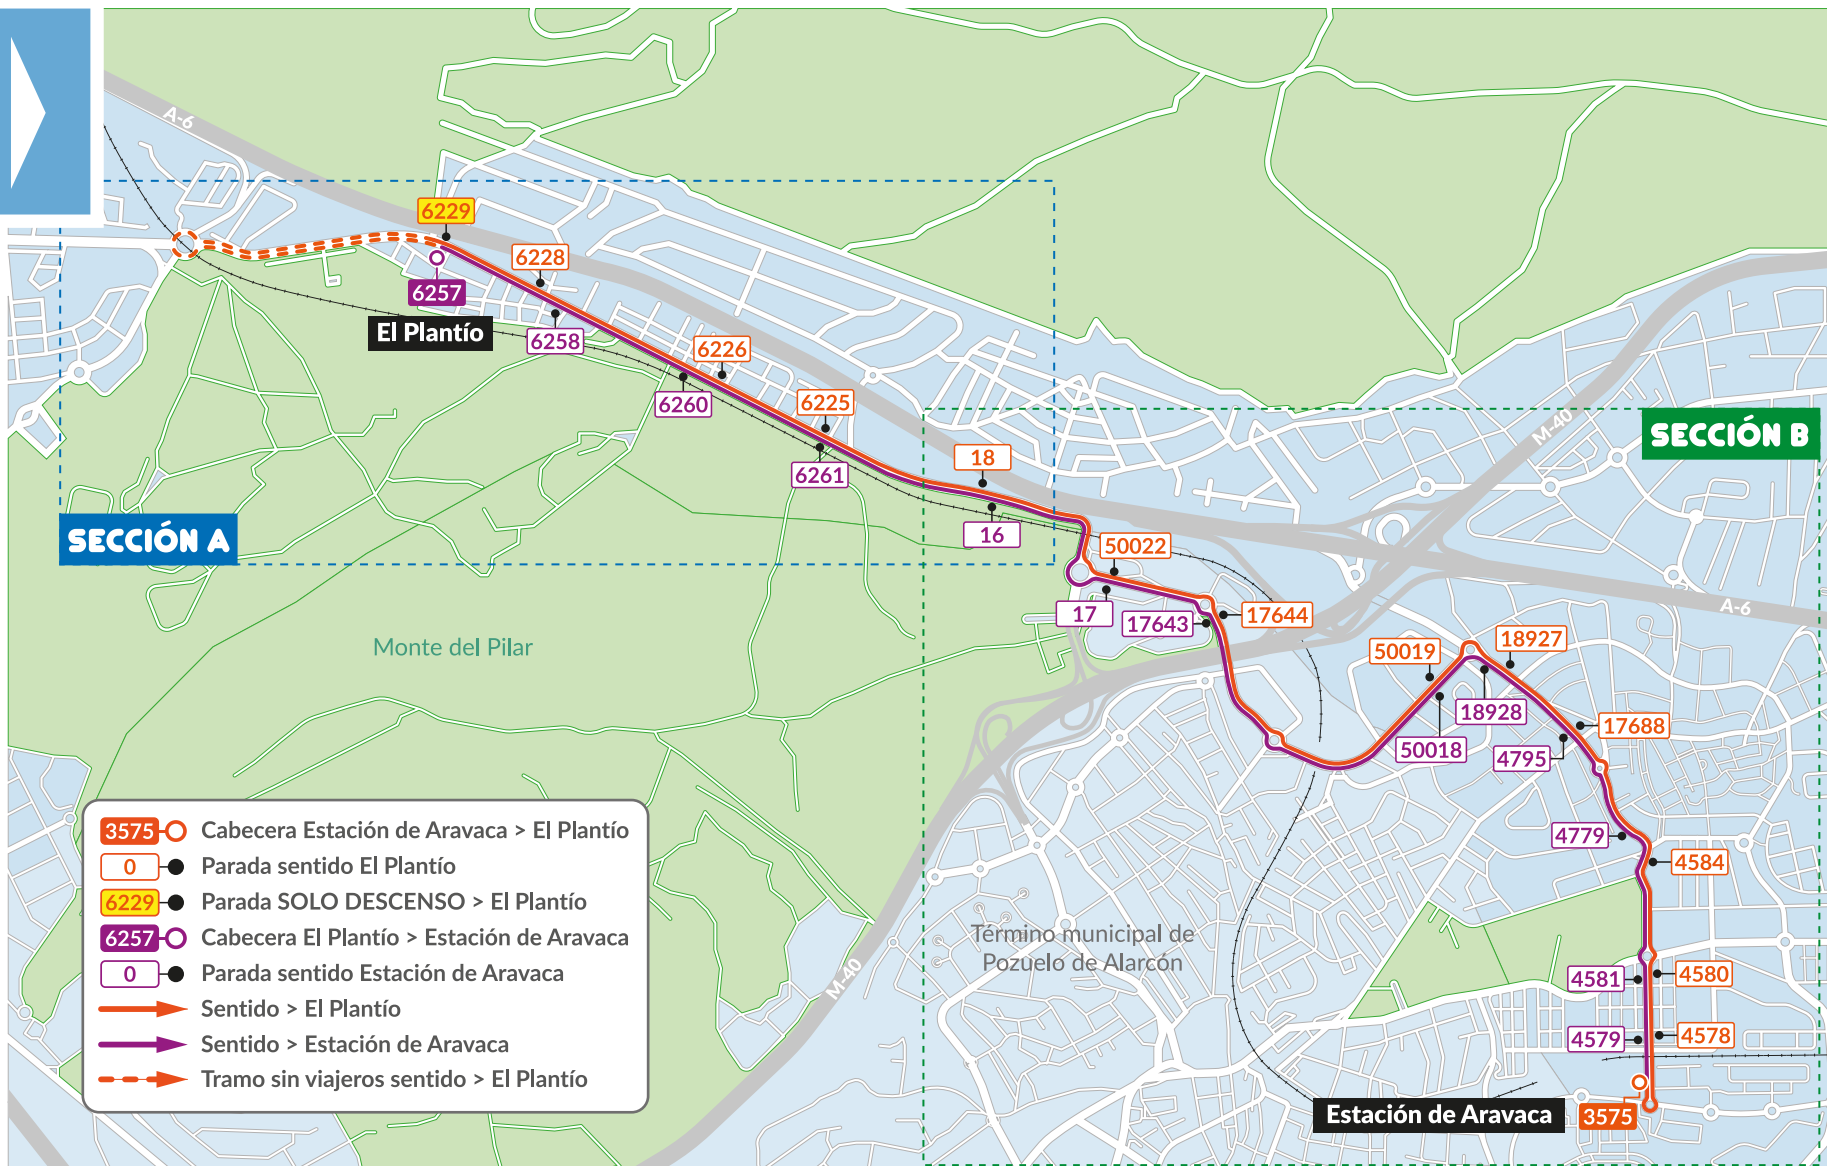 A-6
6229
6228
6257
El Plantío
6258
6226
6260
6225
M-40
SECCIÓN B
18
6261
SECCIÓN A
16
50022
A-6
17
17643
17644
Monte del Pilar
50019
18927
18928
17688
50018
4795
3575 Cabecera Estación de Aravaca > El Plantío
0 Parada sentido El Plantío
6229 Parada SOLO DESCENSO > El Plantío
6257 Cabecera El Plantío > Estación de Aravaca
0 Parada sentido Estación de Aravaca
Sentido > El Plantío
Sentido > Estación de Aravaca
Tramo sin viajeros sentido > El Plantío
4779
4584
Término municipal de
Pozuelo de Alarcón
M-40
4581
4580
4579
4578
Estación de Aravaca
3575